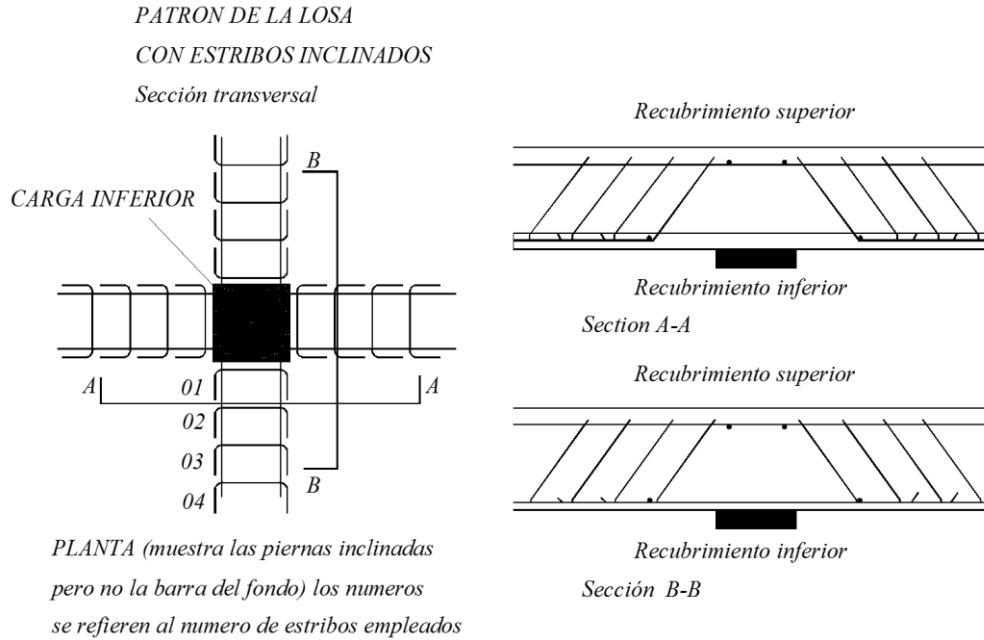 PATRON DE LA LOSA
CON ESTRIBOS INCLINADOS
Sección transversal
B
CARGA INFERIOR
A
A
01
02
03
B
04
PLANTA (muestra las piernas inclinadas
pero no la barra del fondo) los numeros
se refieren al numero de estribos empleados
Recubrimiento superior
Recubrimiento inferior
Section A-A
Recubrimiento superior
Recubrimiento inferior
Sección B-B